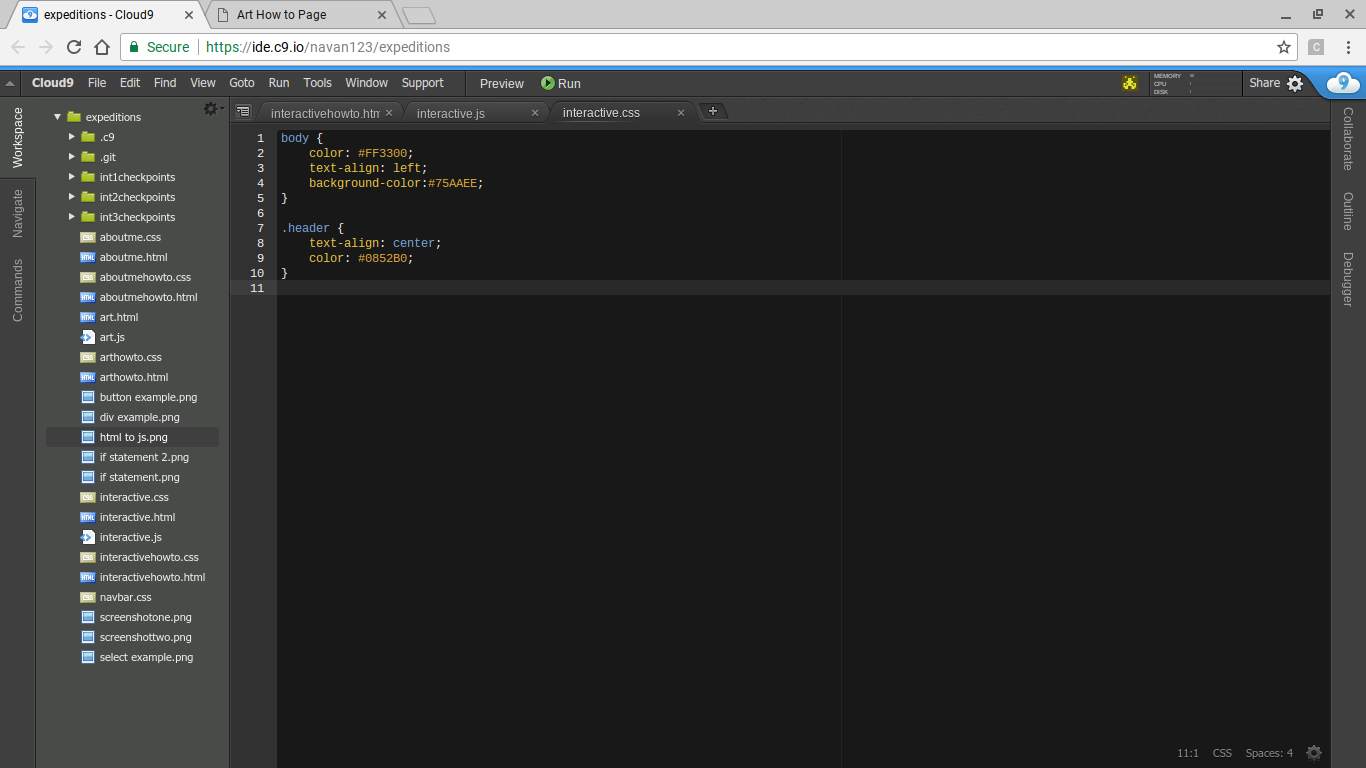 expeditions - Cloud9
Art How to Page
Secure https://ide.c9.io/navan123/expeditions
C
Cloud9 File Edit Find View Goto Run Tools Window Support Preview Run
MEMORY
CPU
DISK
Share
9
Workspace
Navigate
Commands
expeditions
.c9
.git
int1checkpoints
int2checkpoints
int3checkpoints
aboutme.css
aboutme.html
aboutmehowto.css
aboutmehowto.html
art.html
art.js
arthowto.css
arthowto.html
button example.png
div example.png
html to js.png
if statement 2.png
if statement.png
interactive.css
interactive.html
interactive.js
interactivehowto.css
interactivehowto.html
navbar.css
screenshotone.png
screenshottwo.png
select example.png
interactivehowto.htm
interactive.js
interactive.css
1 body {
2 color: #FF3300;
3 text-align: left;
4 background-color:#75AAEE;
5 }
6
7 .header {
8 text-align: center;
9 color: #0852B0;
10 }
11
11:1 CSS Spaces: 4
Collaborate
Outline
Debugger